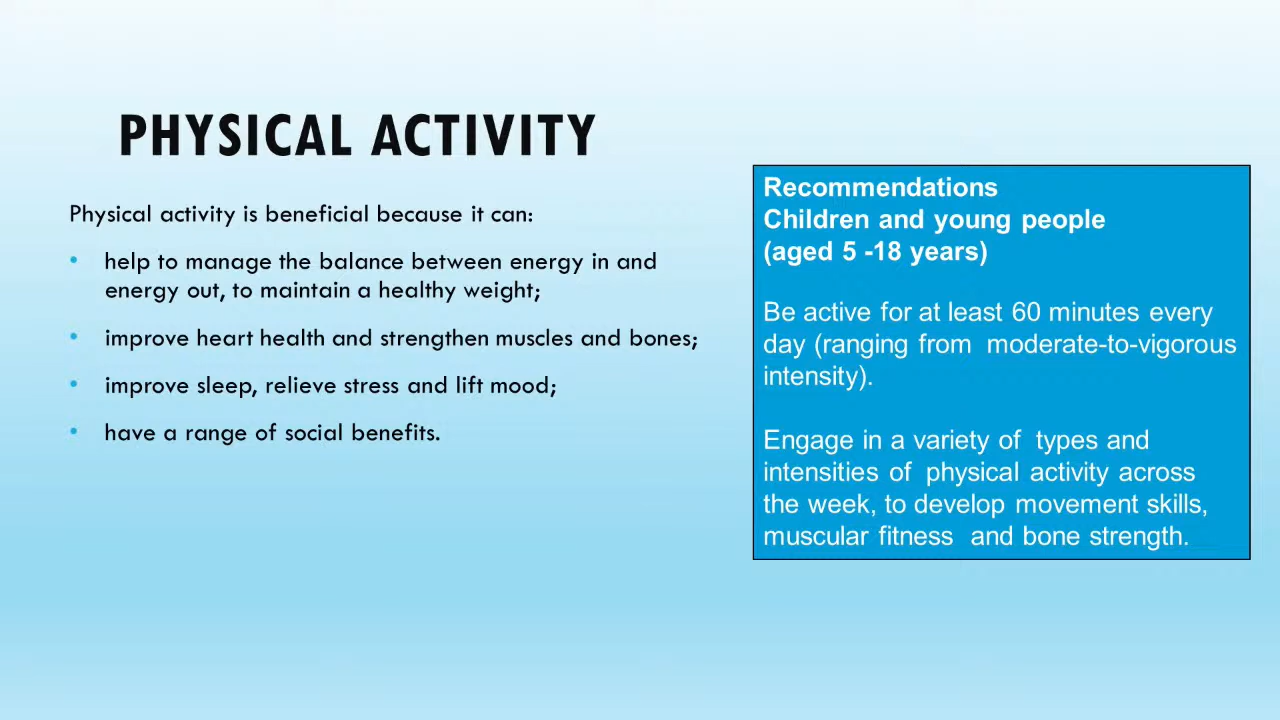 PHYSICAL ACTIVITY
Physical activity is beneficial because it can:
• help to manage the balance between energy in and
energy out, to maintain a healthy weight;
• improve heart health and strengthen muscles and bones;
• improve sleep, relieve stress and lift mood;
• have a range of social benefits.
Recommendations
Children and young people
(aged 5 -18 years)
Be active for at least 60 minutes every
day (ranging from moderate-to-vigorous
intensity).
Engage in a variety of types and
intensities of physical activity across
the week, to develop movement skills,
muscular fitness and bone strength.